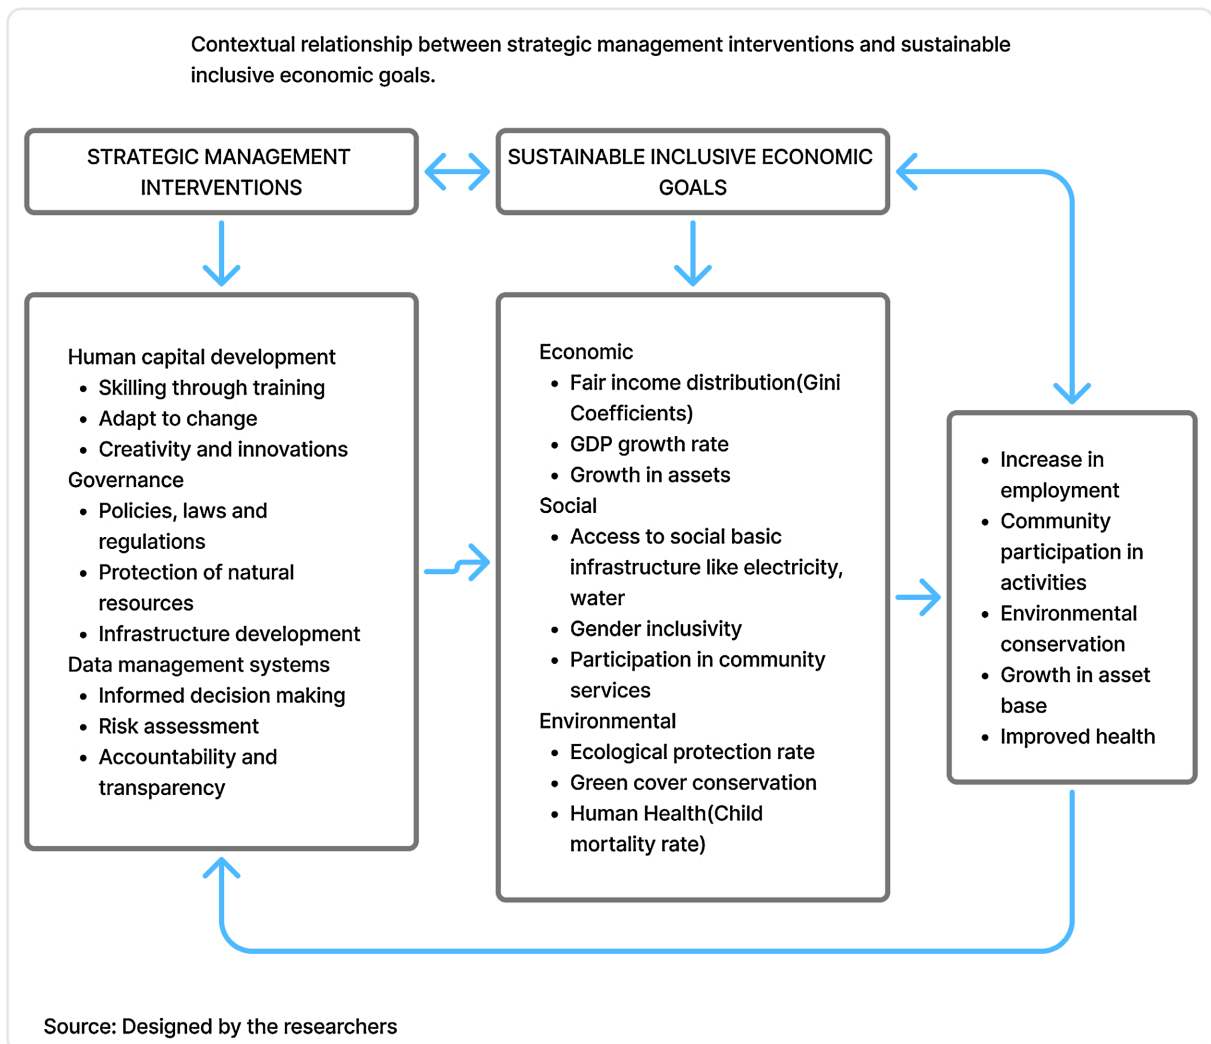 Contextual relationship between strategic management interventions and sustainable
inclusive economic goals.
STRATEGIC MANAGEMENT
INTERVENTIONS
SUSTAINABLE INCLUSIVE ECONOMIC
GOALS
Human capital development
• Skilling through training
• Adapt to change
• Creativity and innovations
Governance
• Policies, laws and
regulations
• Protection of natural
resources
• Infrastructure development
Data management systems
• Informed decision making
• Risk assessment
• Accountability and
transparency
Economic
• Fair income distribution(Gini
Coefficients)
• GDP growth rate
• Growth in assets
Social
• Access to social basic
infrastructure like electricity,
water
• Gender inclusivity
• Participation in community
services
Environmental
• Ecological protection rate
• Green cover conservation
• Human Health(Child
mortality rate)
• Increase in
employment
• Community
participation in
activities
• Environmental
conservation
• Growth in asset
base
• Improved health
Source: Designed by the researchers